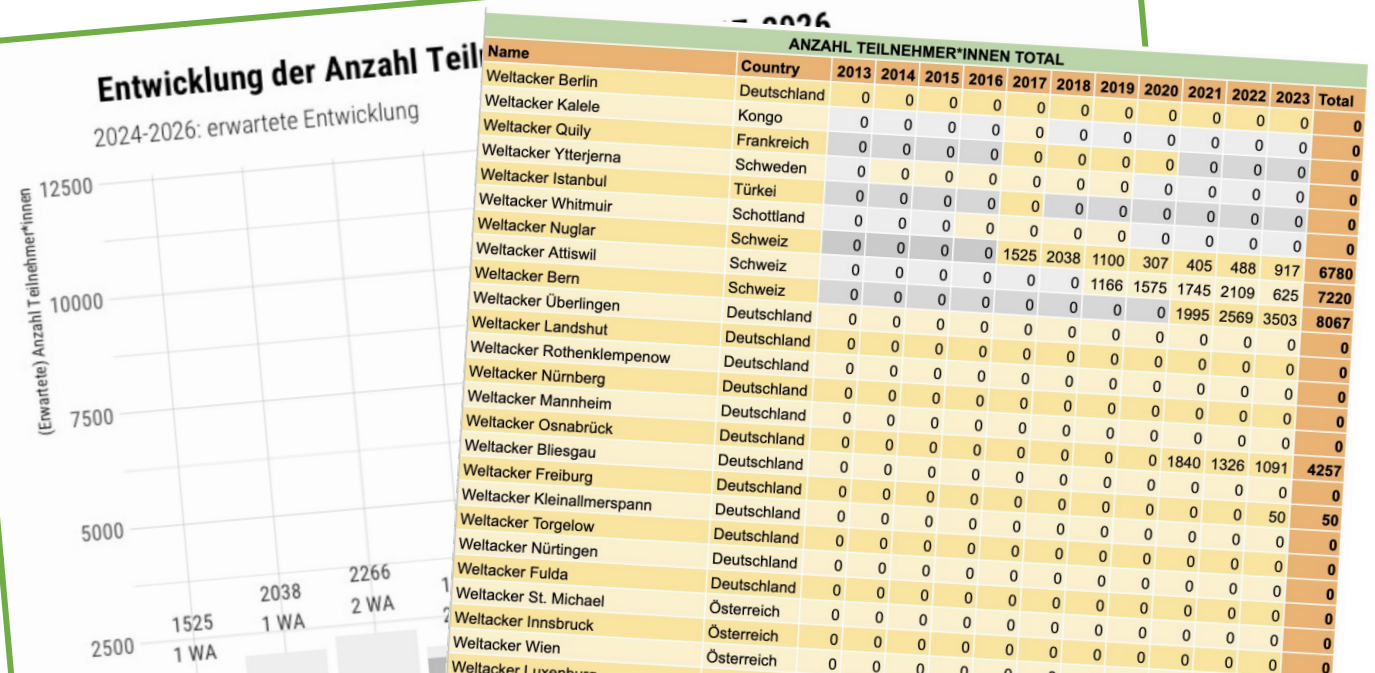 Entwicklung der Anzahl Teil
2026
2024-2026: erwartete Entwicklung
(Erwartete) Anzahl Teilnehmer*innen
12500
10000
7500
5000
2500
1525
1 WA
2038
1 WA
2266
2 WA
ANZAHL TEILNEHMER*INNEN TOTAL
Name Country 2013 2014 2015 2016 2017 2018 2019 2020 2021 2022 2023 Total
Weltacker Berlin Deutschland 0 0 0 0 0 0 0 0 0 0 0 0
Weltacker Kalele Kongo 0 0 0 0 0 0 0 0 0 0 0 0
Weltacker Quily Frankreich 0 0 0 0 0 0 0 0 0 0 0 0
Weltacker Ytterjerna Schweden 0 0 0 0 0 0 0 0 0 0 0 0
Weltacker Istanbul Türkei 0 0 0 0 0 0 0 0 0 0 0 0
Weltacker Whitmuir Schottland 0 0 0 0 0 0 0 0 0 0 0 0
Weltacker Nuglar Schweiz 0 0 0 0 1525 2038 1100 307 405 488 917 6780
Weltacker Attiswil Schweiz 0 0 0 0 0 0 1166 1575 1745 2109 625 7220
Weltacker Bern Schweiz 0 0 0 0 0 0 0 0 1995 2569 3503 8067
Weltacker Überlingen Deutschland 0 0 0 0 0 0 0 0 0 0 0 0
Weltacker Landshut Deutschland 0 0 0 0 0 0 0 0 0 0 0 0
Weltacker Rothenklempenow Deutschland 0 0 0 0 0 0 0 0 0 0 0 0
Weltacker Nürnberg Deutschland 0 0 0 0 0 0 0 0 0 0 0 0
Weltacker Mannheim Deutschland 0 0 0 0 0 0 0 0 0 0 0 0
Weltacker Osnabrück Deutschland 0 0 0 0 0 0 0 0 1840 1326 1091 4257
Weltacker Bliesgau Deutschland 0 0 0 0 0 0 0 0 0 0 0 0
Weltacker Freiburg Deutschland 0 0 0 0 0 0 0 0 0 0 50 50
Weltacker Kleinallmerspann Deutschland 0 0 0 0 0 0 0 0 0 0 0 0
Weltacker Torgelow Deutschland 0 0 0 0 0 0 0 0 0 0 0 0
Weltacker Nürtingen Deutschland 0 0 0 0 0 0 0 0 0 0 0 0
Weltacker Fulda Deutschland 0 0 0 0 0 0 0 0 0 0 0 0
Weltacker St. Michael Österreich 0 0 0 0 0 0 0 0 0 0 0 0
Weltacker Innsbruck Österreich 0 0 0 0 0 0 0 0 0 0 0 0
Weltacker Wien Österreich 0 0 0 0
Weltacker Luxenburg